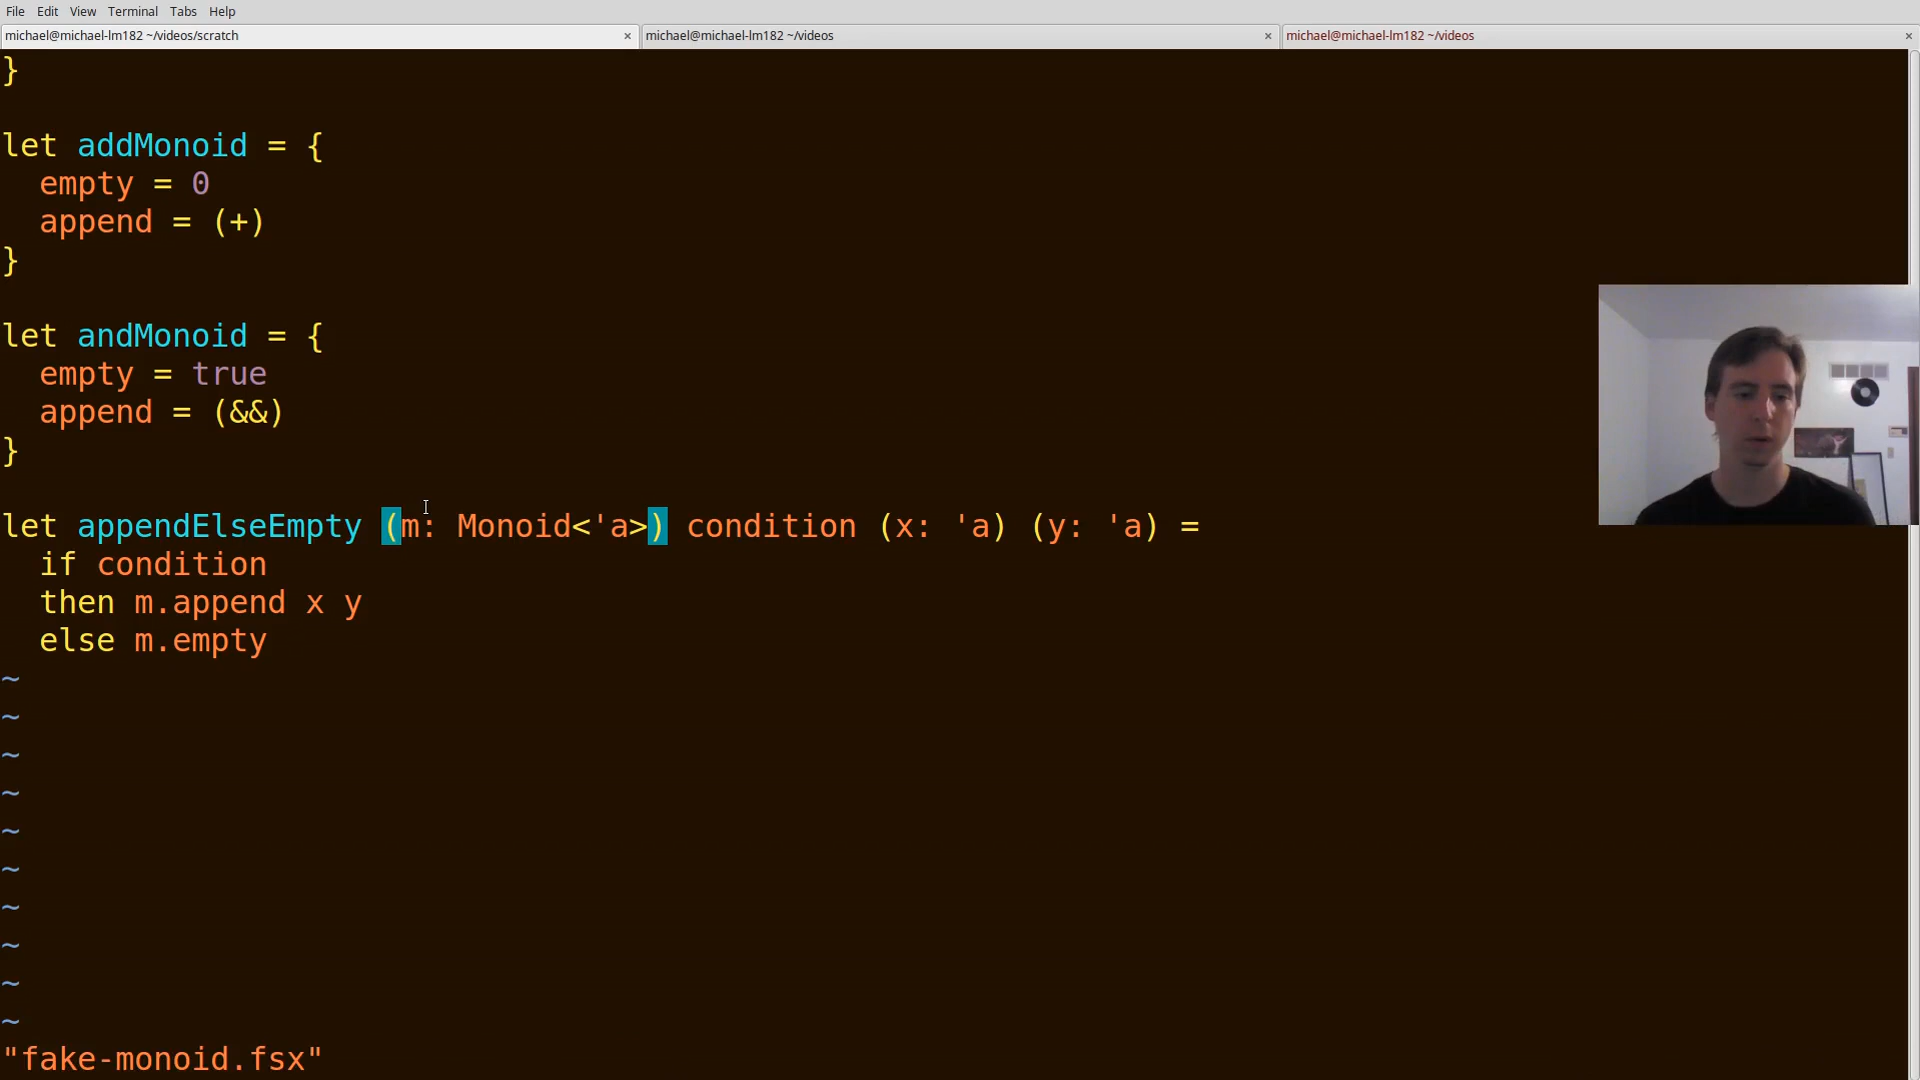 File Edit View Terminal Tabs Help
michael@michael-lm182 ~/videos/scratch × michael@michael-lm182 ~/videos × michael@michael-lm182 ~/videos ×
}
let addMonoid = {
  empty = 0
  append = (+)
}
let andMonoid = {
  empty = true
  append = (&&)
}
let appendElseEmpty (m: Monoid<'a>) condition (x: 'a) (y: 'a) =
  if condition
  then m.append x y
  else m.empty
~
~
~
~
~
~
~
~
~
~
"fake-monoid.fsx"